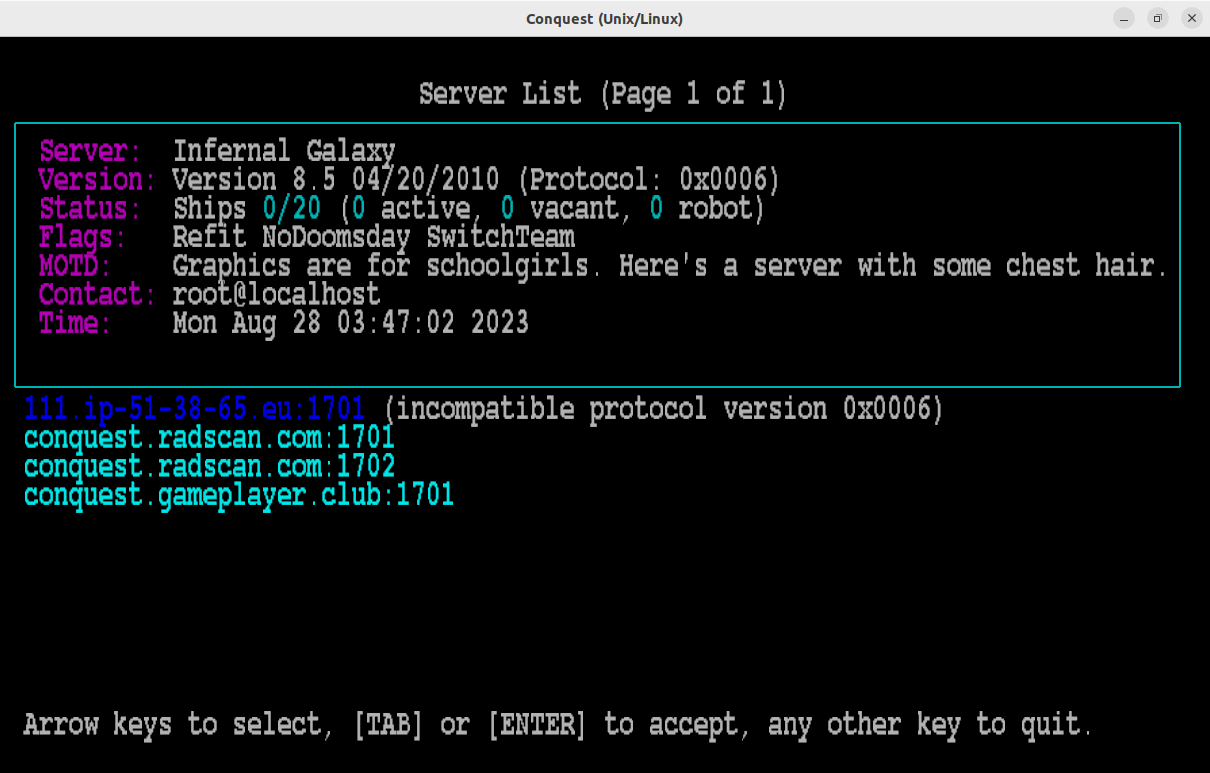 Conquest (Unix/Linux)
Server List (Page 1 of 1)
Server: Infernal Galaxy
Version: Version 8.5 04/20/2010 (Protocol: 0x0006)
Status: Ships 0/20 (0 active, 0 vacant, 0 robot)
Flags: Refit NoDoomsday SwitchTeam
MOTD: Graphics are for schoolgirls. Here's a server with some chest hair.
Contact: root@localhost
Time: Mon Aug 28 03:47:02 2023
111.ip-51-38-65.eu:1701 (incompatible protocol version 0x0006)
conquest.radscan.com:1701
conquest.radscan.com:1702
conquest.gameplayer.club:1701
Arrow keys to select, [TAB] or [ENTER] to accept, any other key to quit.